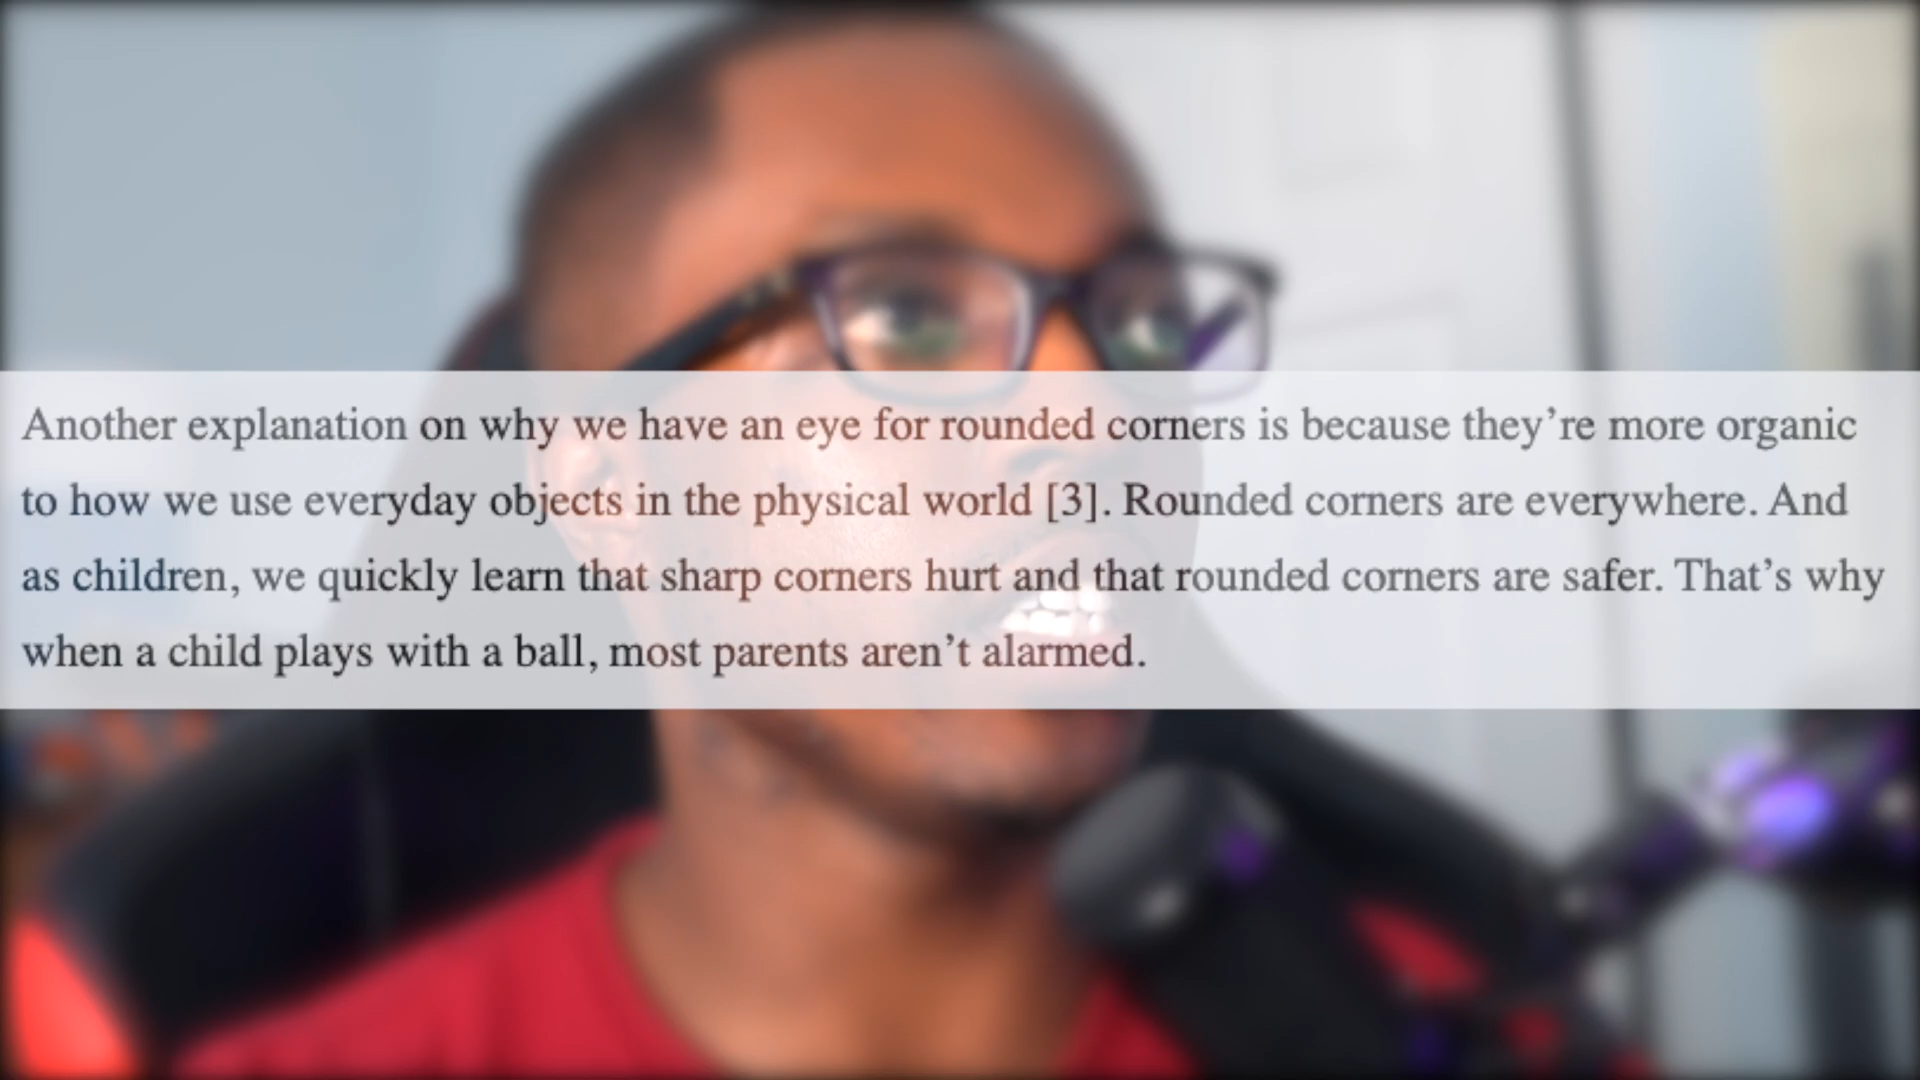 Another explanation on why we have an eye for rounded corners is because they’re more organic
to how we use everyday objects in the physical world [3]. Rounded corners are everywhere. And
as children, we quickly learn that sharp corners hurt and that rounded corners are safer. That’s why
when a child plays with a ball, most parents aren’t alarmed.